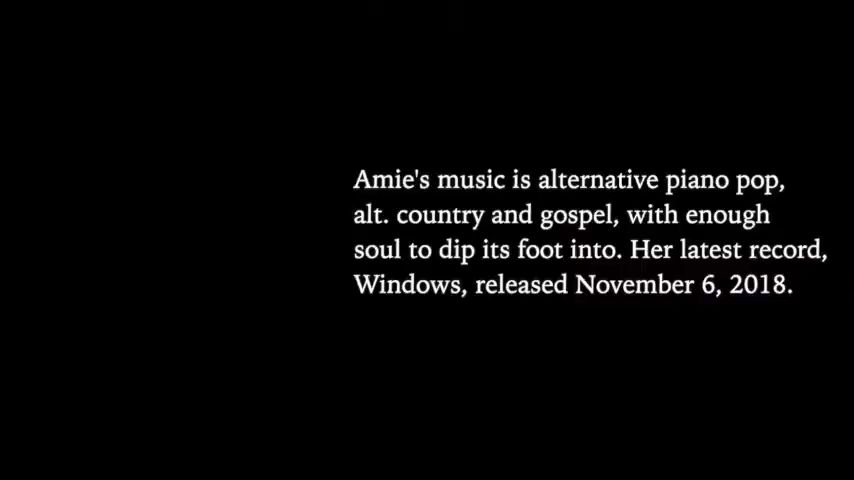 Amie's music is alternative piano pop,
alt. country and gospel, with enough
soul to dip its foot into. Her latest record,
Windows, released November 6, 2018.